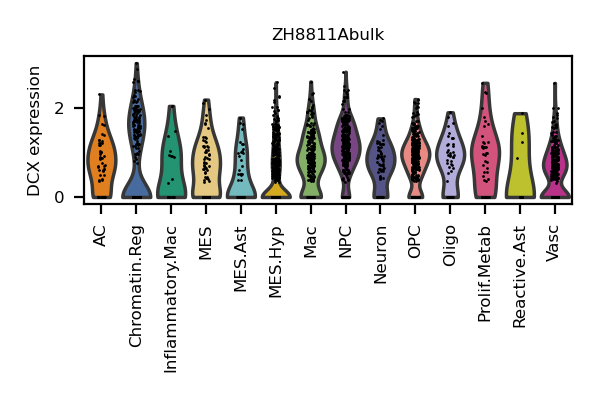 ZH8811Abulk
DCX expression
2
0
AC
Chromatin.Reg
Inflammatory.Mac
MES
MES.Ast
MES.Hyp
Mac
NPC
Neuron
OPC
Oligo
Prolif.Metab
Reactive.Ast
Vasc